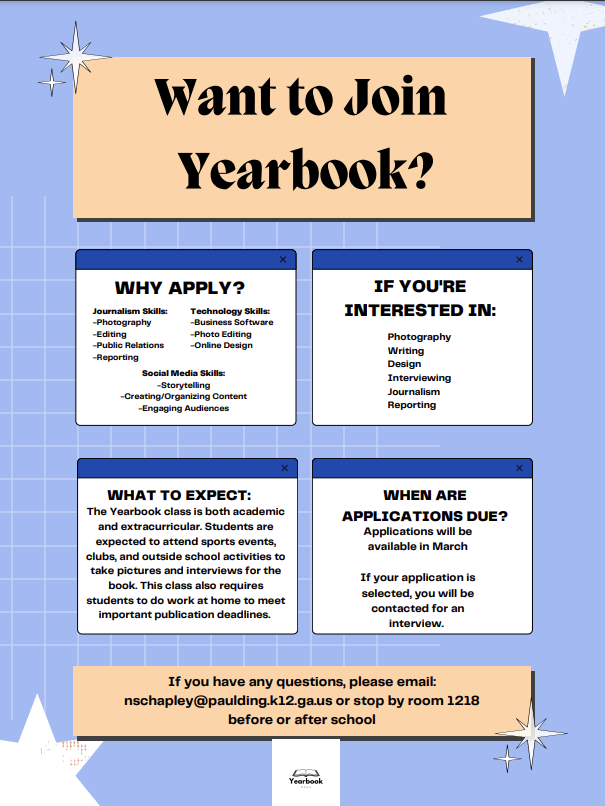 Want to Join
Yearbook?
WHY APPLY?
Journalism Skills:
-Photography
-Editing
-Public Relations
-Reporting
Technology Skills:
-Business Software
-Photo Editing
-Online Design
Social Media Skills:
-Storytelling
-Creating/Organizing Content
-Engaging Audiences
IF YOU'RE
INTERESTED IN:
Photography
Writing
Design
Interviewing
Journalism
Reporting
WHAT TO EXPECT:
The Yearbook class is both academic
and extracurricular. Students are
expected to attend sports events,
clubs, and outside school activities to
take pictures and interviews for the
book. This class also requires
students to do work at home to meet
important publication deadlines.
WHEN ARE
APPLICATIONS DUE?
Applications will be
available in March
If your application is
selected, you will be
contacted for an
interview.
If you have any questions, please email:
nschapley@paulding.k12.ga.us or stop by room 1218
before or after school
Yearbook